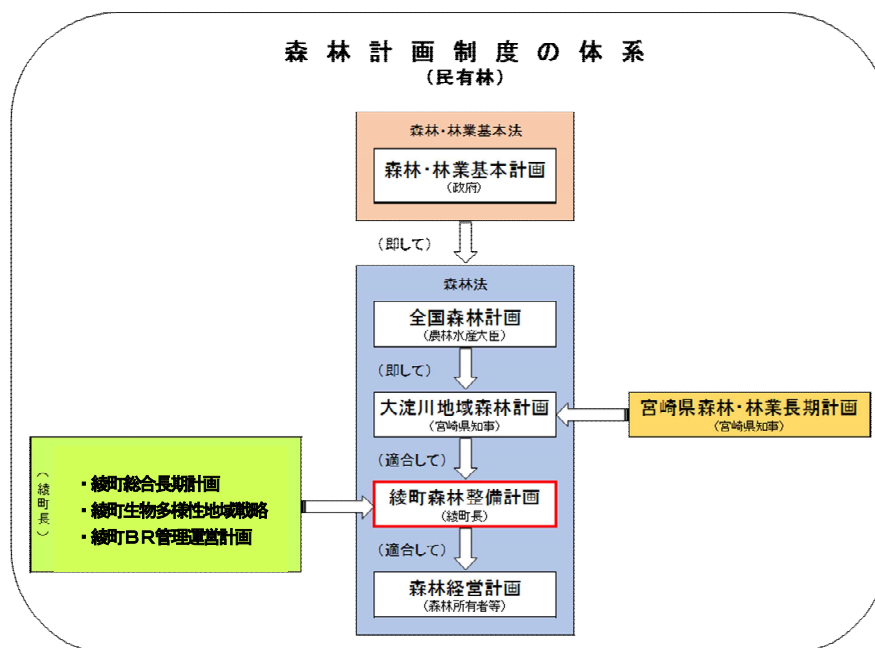 森林計画制度の体系
(民有林)
森林・林業基本法
森林・林業基本計画
(政府)
(即して)
森林法
全国森林計画
(農林水産大臣)
(即して)
大淀川地域森林計画
(宮崎県知事)
宮崎県森林・林業長期計画
(宮崎県知事)
(適合して)
(綾町長)
・綾町総合長期計画
・綾町生物多様性地域戦略
・綾町BR管理運営計画
綾町森林整備計画
(綾町長)
(適合して)
森林経営計画
(森林所有者等)